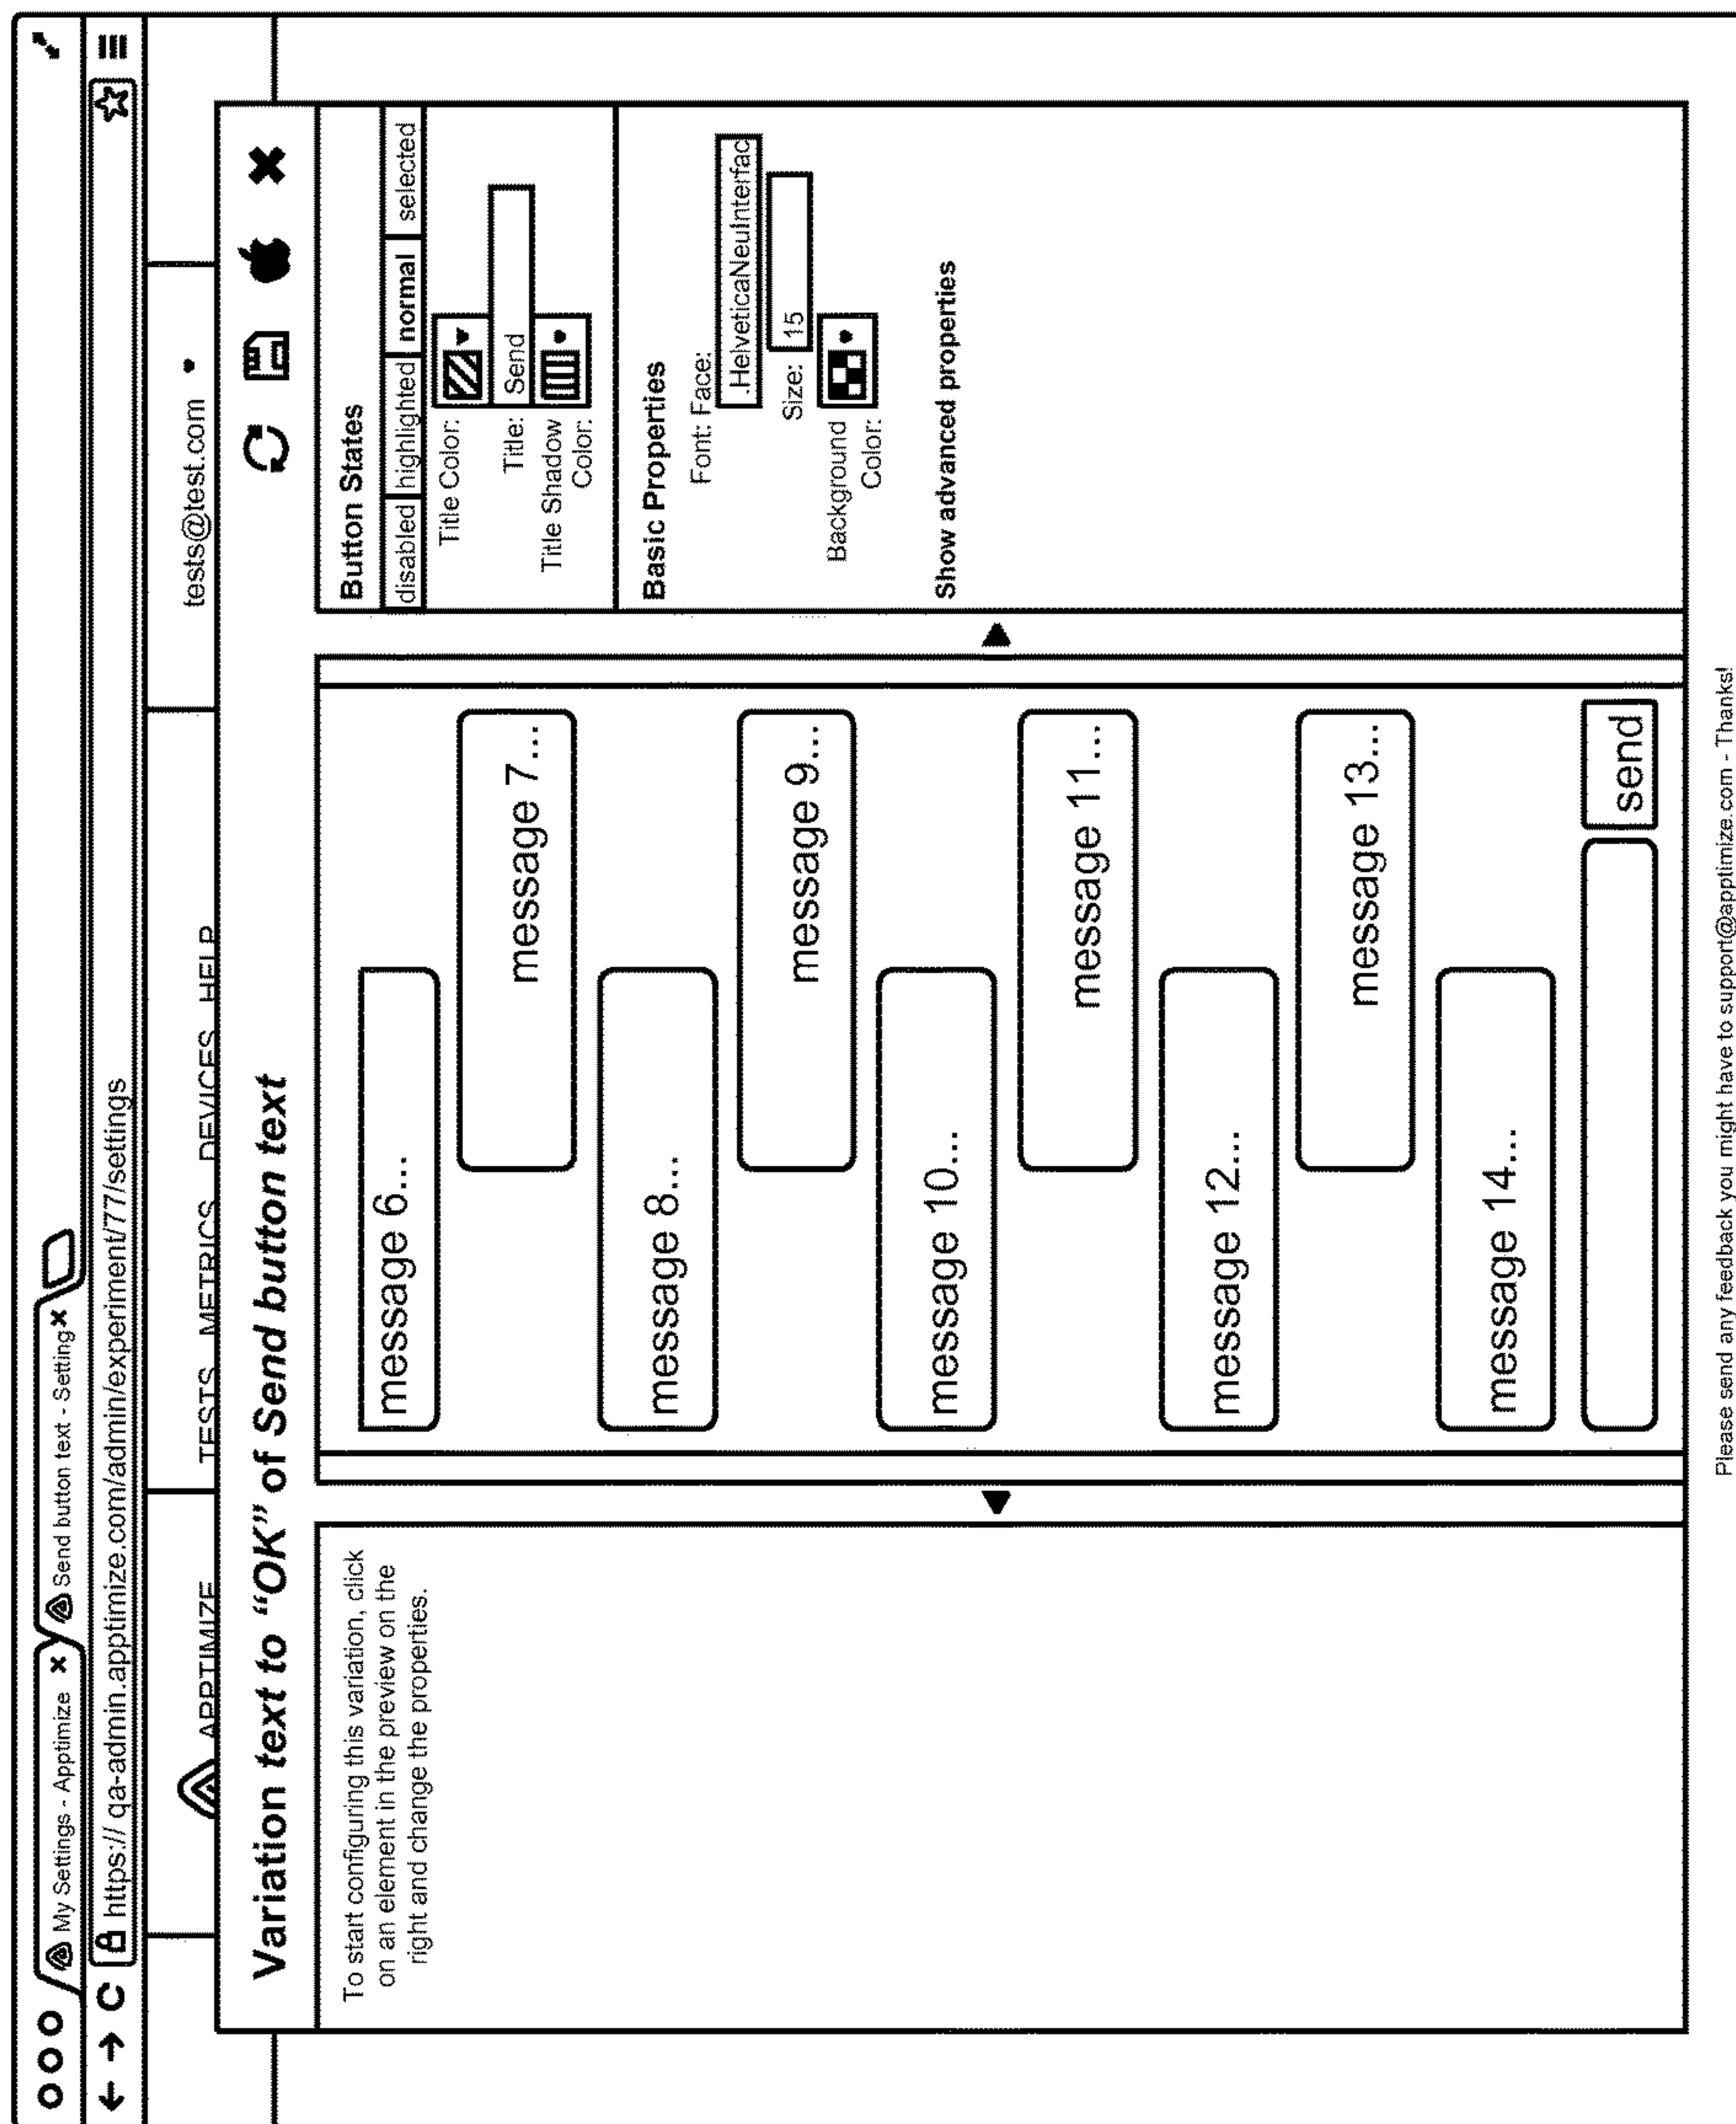 My Settings - Apptimize
Send button text - Setting
https:// qa-admin.apptimize.com/admin/experiment/77/settings
APPTIMIZE
TESTS METRICS DEVICES HELP
tests@test.com
Variation text to “OK” of Send button text
To start configuring this variation, click
on an element in the preview on the
right and change the properties.
message 6...
message 7...
message 8...
message 9...
message 10...
message 11...
message 12...
message 13...
message 14...
send
Button States
disabled highlighted normal selected
Title Color:
Title: Send
Title Shadow
Color:
Basic Properties
Font: Face:
.HelveticaNeuInterfac
Size: 15
Background
Color:
Show advanced properties
Please send any feedback you might have to support@apptimize.com - Thanks!